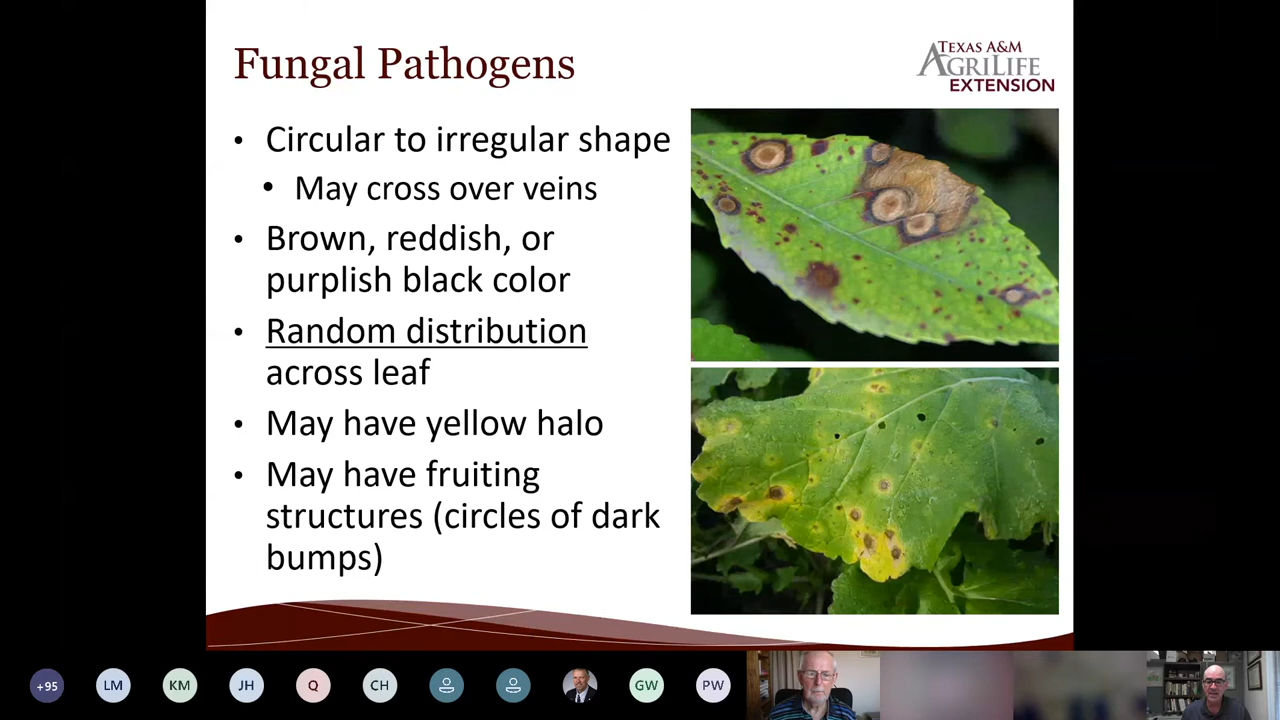 Fungal Pathogens
TEXAS A&M
AGRILIFE
EXTENSION
• Circular to irregular shape
• May cross over veins
• Brown, reddish, or
purplish black color
• Random distribution
across leaf
• May have yellow halo
• May have fruiting
structures (circles of dark
bumps)
+95 LM KM JH Q CH GW PW